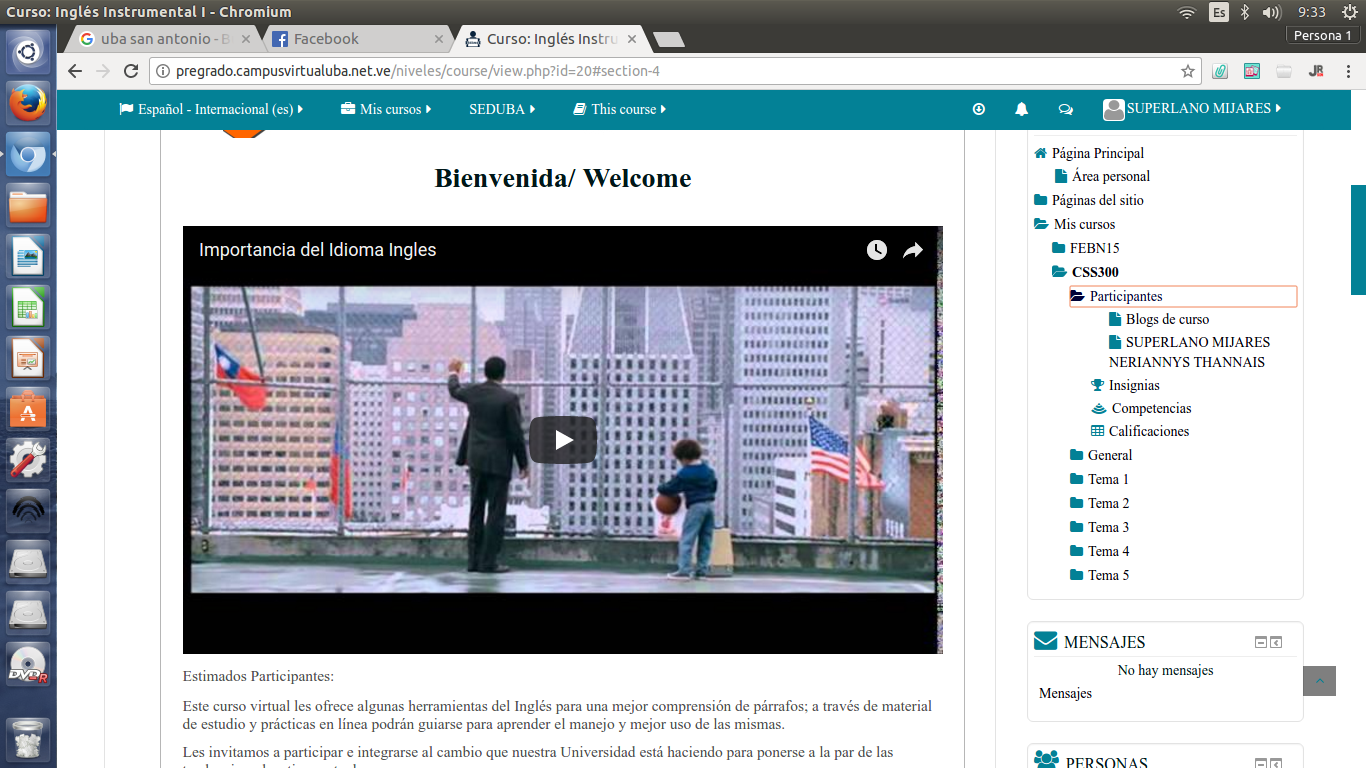 Curso: Inglés Instrumental I - Chromium
Es
9:33
uba san antonio - B
Facebook
Curso: Inglés Instru
Persona 1
pregrado.campusvirtualuba.net.ve/niveles/course/view.php?id=20#section-4
Español - Internacional (es)
Mis cursos
SEDUBA
This course
SUPERLANO MIJARES
Bienvenida/ Welcome
Importancia del Idioma Ingles
Estimados Participantes:
Este curso virtual les ofrece algunas herramientas del Inglés para una mejor comprensión de párrafos; a través de material
de estudio y prácticas en línea podrán guiarse para aprender el manejo y mejor uso de las mismas.
Les invitamos a participar e integrarse al cambio que nuestra Universidad está haciendo para ponerse a la par de las
Página Principal
Área personal
Páginas del sitio
Mis cursos
FEBN15
CSS300
Participantes
Blogs de curso
SUPERLANO MIJARES
NERIANNYS THANNAIS
Insignias
Competencias
Calificaciones
General
Tema 1
Tema 2
Tema 3
Tema 4
Tema 5
MENSAJES
No hay mensajes
Mensajes
PERSONAS